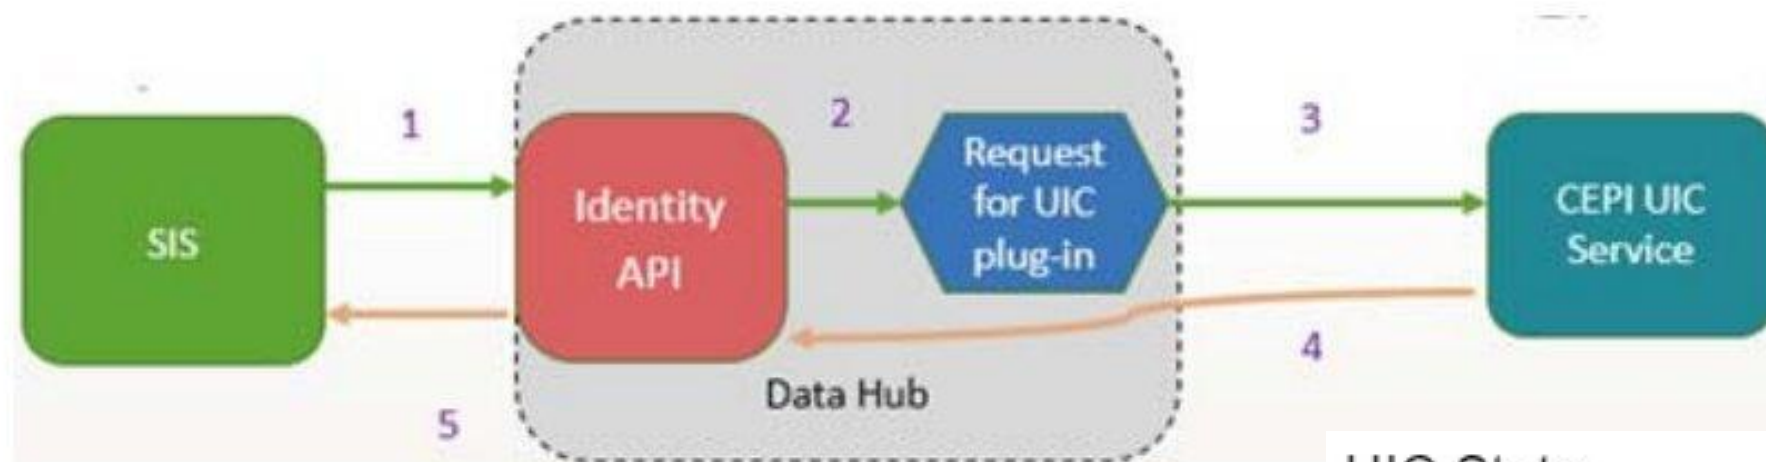 1
2
3
SIS
Identity
API
Request
for UIC
plug-in
CEPI UIC
Service
4
Data Hub
5